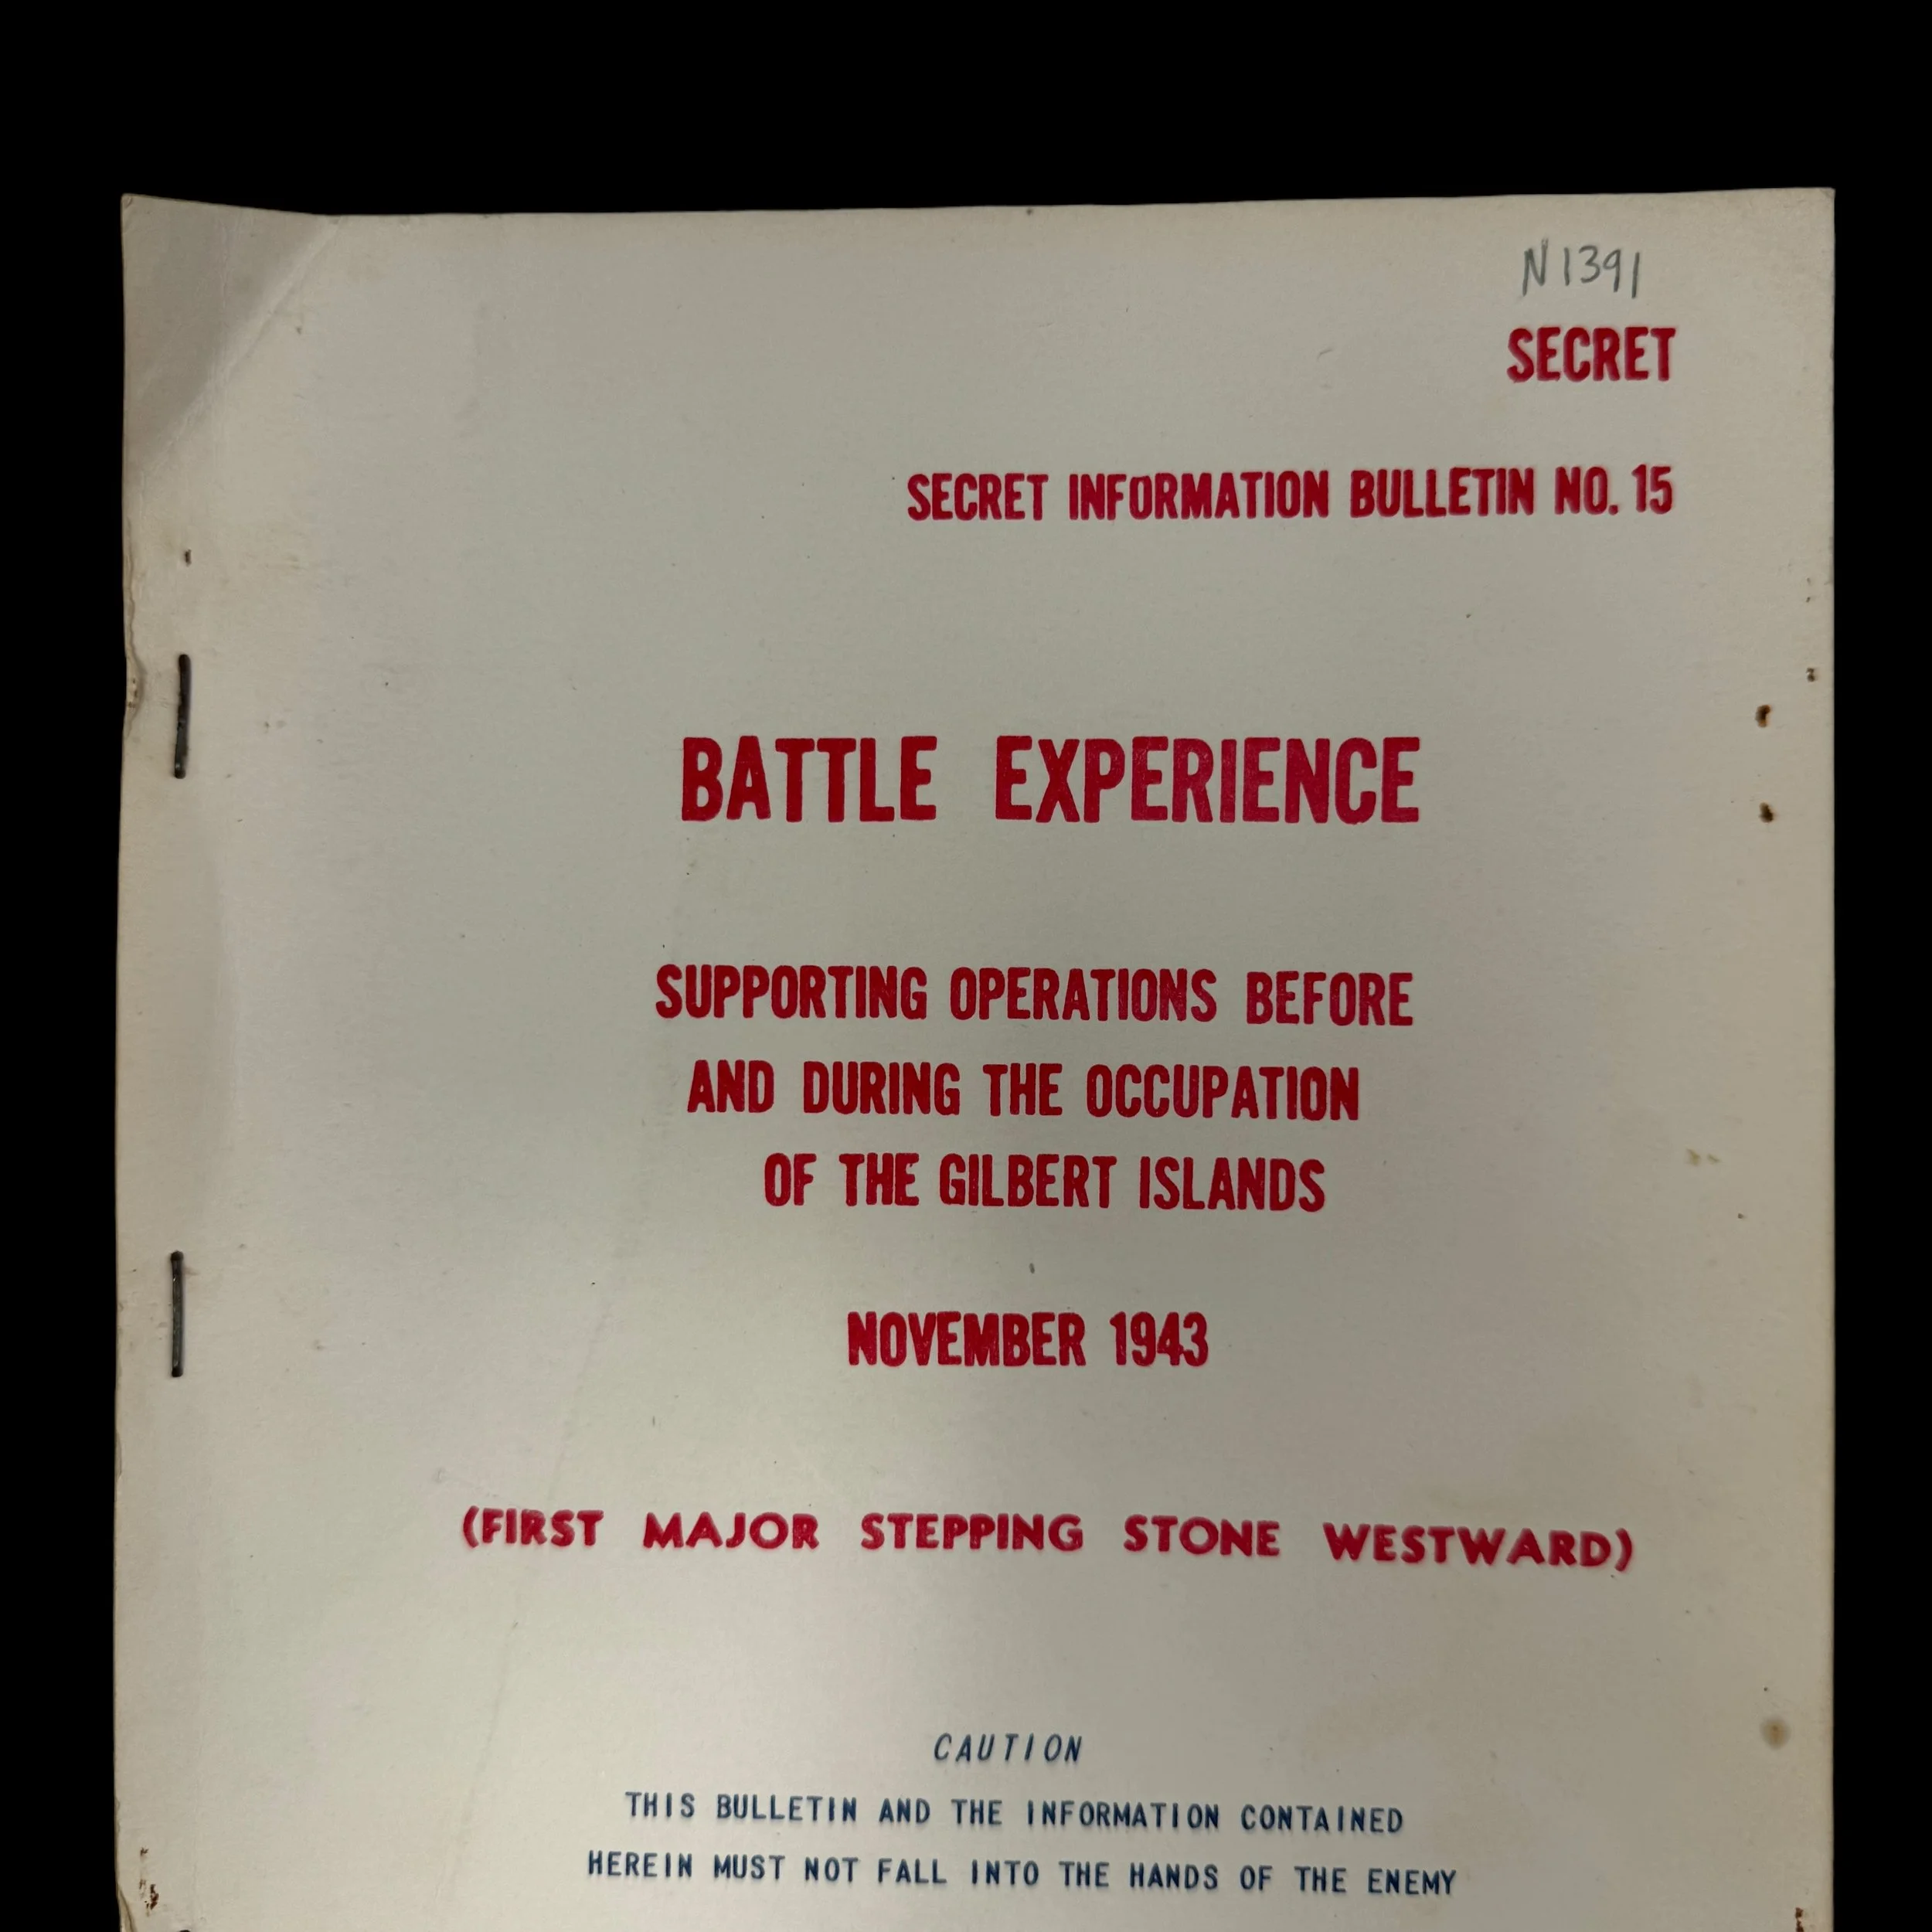 N1391
SECRET
SECRET INFORMATION BULLETIN NO. 15
BATTLE EXPERIENCE
SUPPORTING OPERATIONS BEFORE
AND DURING THE OCCUPATION
OF THE GILBERT ISLANDS
NOVEMBER 1943
(FIRST MAJOR STEPPING STONE WESTWARD)
CAUTION
THIS BULLETIN AND THE INFORMATION CONTAINED
HEREIN MUST NOT FALL INTO THE HANDS OF THE ENEMY